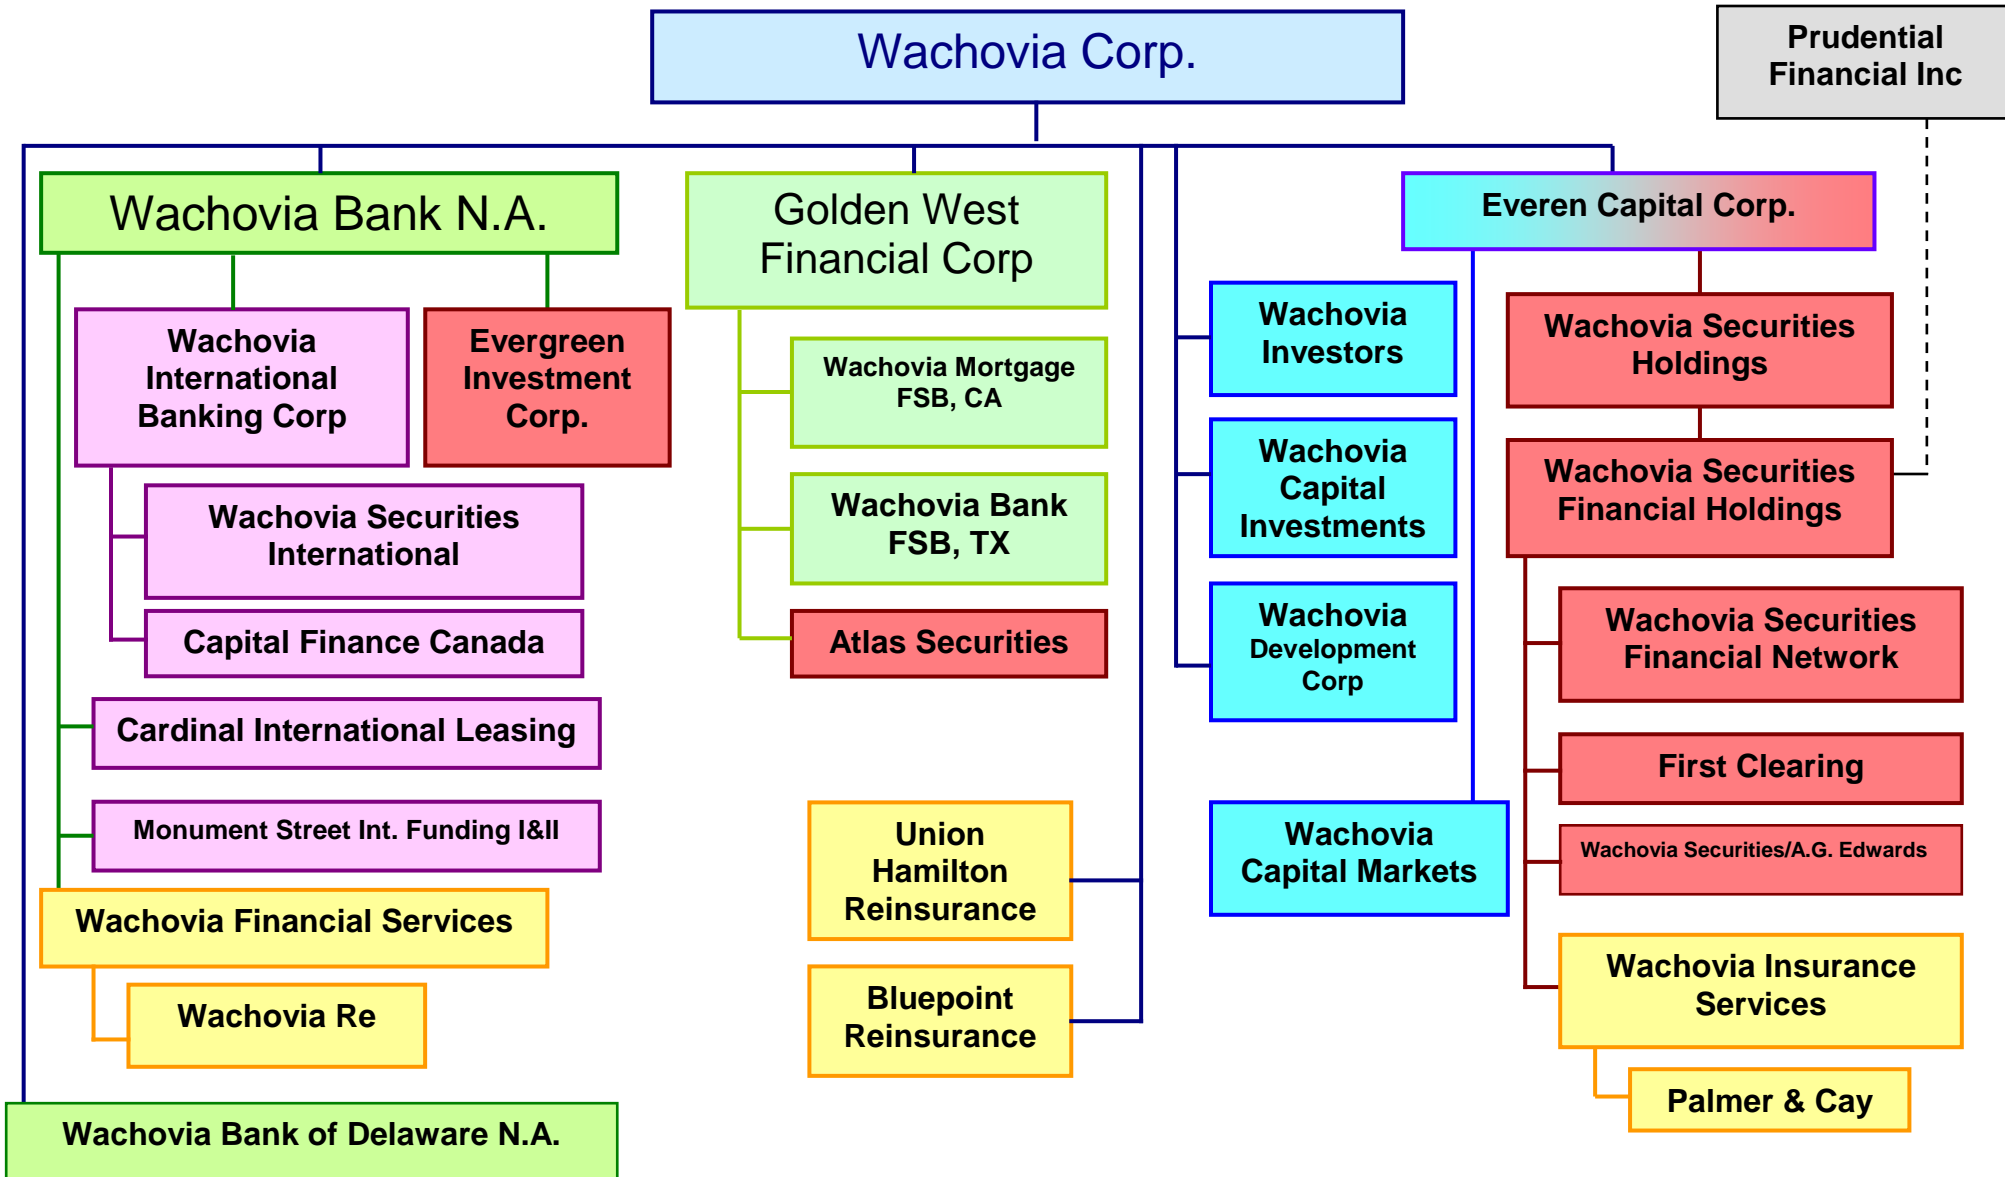 Wachovia Corp.
Prudential
Financial Inc
Wachovia Bank N.A.
Golden West
Financial Corp
Everen Capital Corp.
Wachovia
International
Banking Corp
Evergreen
Investment
Corp.
Wachovia Securities
International
Capital Finance Canada
Cardinal International Leasing
Monument Street Int. Funding I&II
Wachovia Financial Services
Wachovia Re
Wachovia Bank of Delaware N.A.
Wachovia Mortgage
FSB, CA
Wachovia Bank
FSB, TX
Atlas Securities
Union
Hamilton
Reinsurance
Bluepoint
Reinsurance
Wachovia
Investors
Wachovia
Capital
Investments
Wachovia
Development
Corp
Wachovia
Capital Markets
Wachovia Securities
Holdings
Wachovia Securities
Financial Holdings
Wachovia Securities
Financial Network
First Clearing
Wachovia Securities/A.G. Edwards
Wachovia Insurance
Services
Palmer & Cay